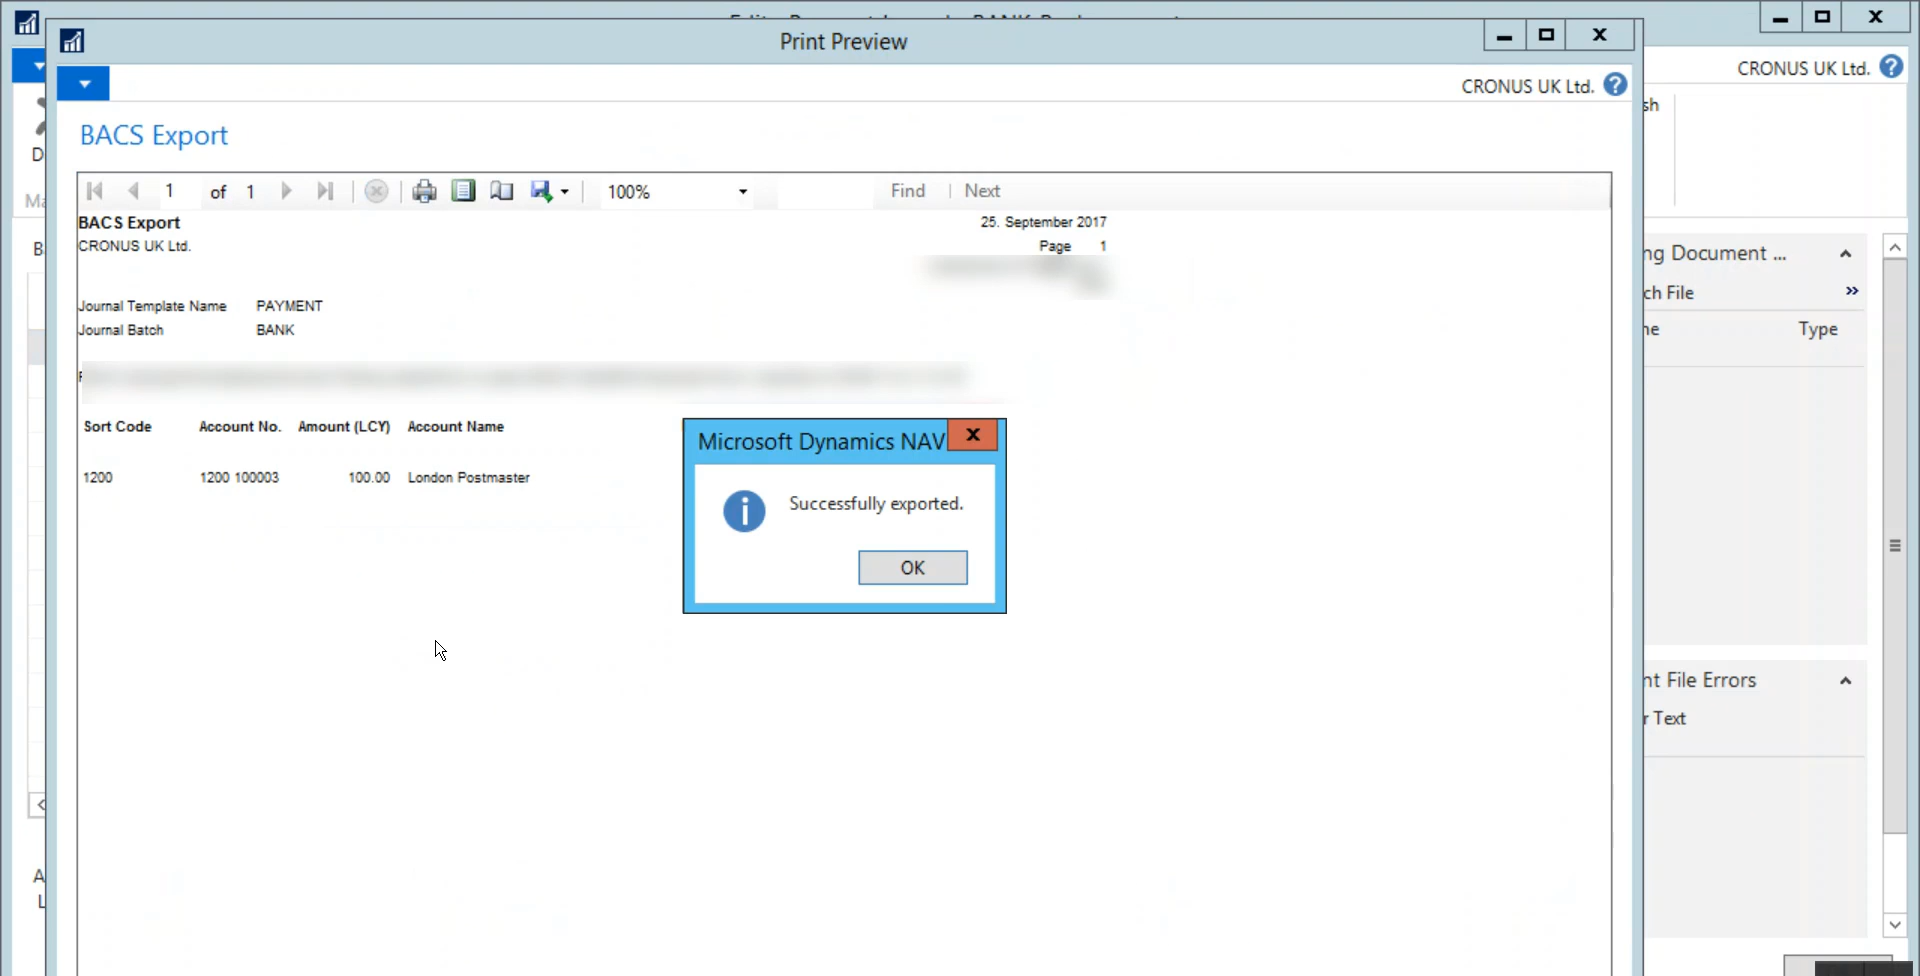 Print Preview
CRONUS UK Ltd.
CRONUS UK Ltd.
BACS Export
1 of 1 100% Find Next
BACS Export 25. September 2017
CRONUS UK Ltd. Page 1
Journal Template Name PAYMENT
Journal Batch BANK
Sort Code Account No. Amount (LCY) Account Name
1200 1200 100003 100.00 London Postmaster
Microsoft Dynamics NAV
Successfully exported.
OK
Document ...
File
Type
File Errors
Text